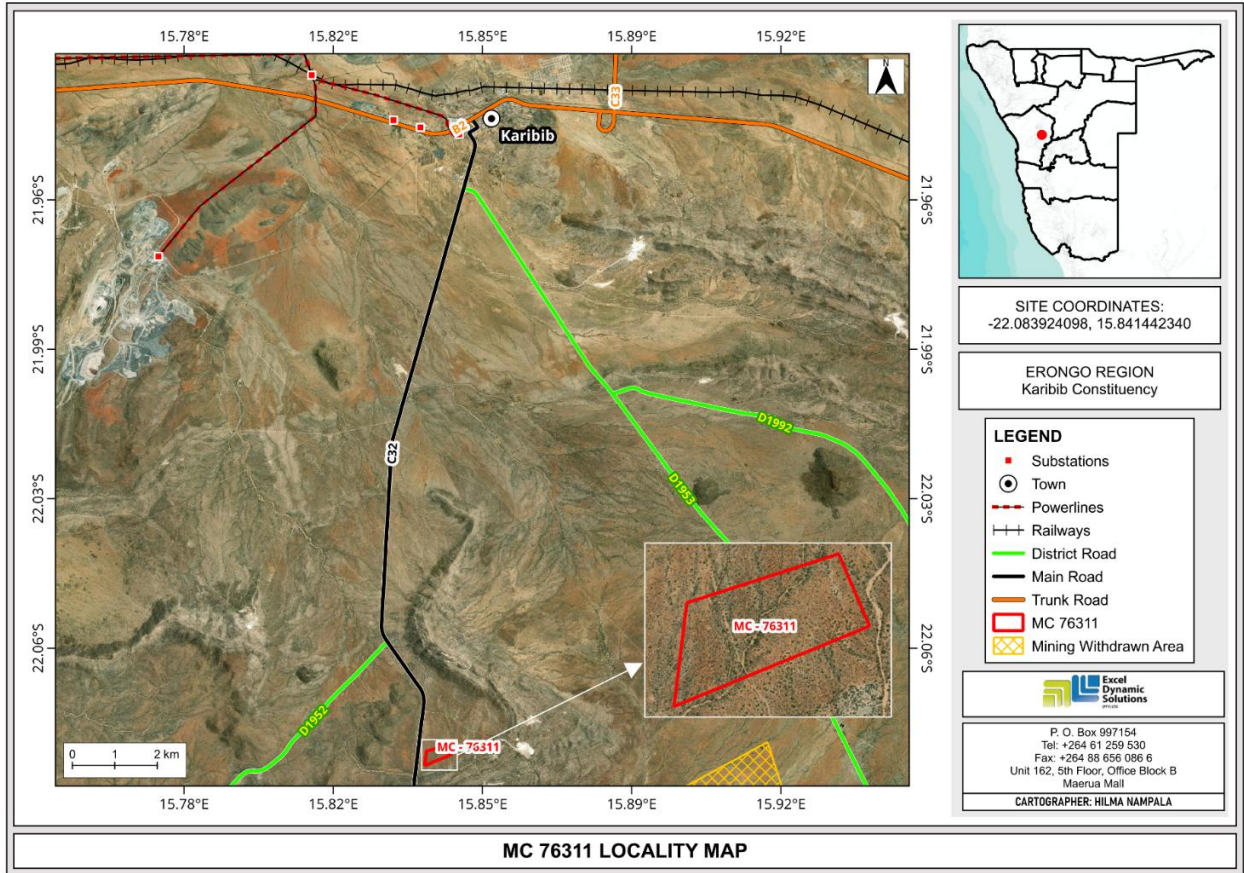 15.78°E
15.82°E
15.85°E
15.89°E
15.92°E
N
C33
B2
Karibib
21.96°S
21.96°S
21.99°S
21.99°S
D1992
C32
D1953
22.03°S
22.03°S
MC - 76311
22.06°S
22.06°S
D1952
MC - 76311
0 1 2 km
15.78°E
15.82°E
15.85°E
15.89°E
15.92°E
SITE COORDINATES:
-22.083924098, 15.841442340
ERONGO REGION
Karibib Constituency
LEGEND
Substations
Town
Powerlines
Railways
District Road
Main Road
Trunk Road
MC 76311
Mining Withdrawn Area
Excel
Dynamic
Solutions
P. O. Box 997154
Tel: +264 61 259 530
Fax: +264 88 656 086 6
Unit 162, 5th Floor, Office Block B
Maerua Mall
CARTOGRAPHER: HILMA NAMPALA
MC 76311 LOCALITY MAP